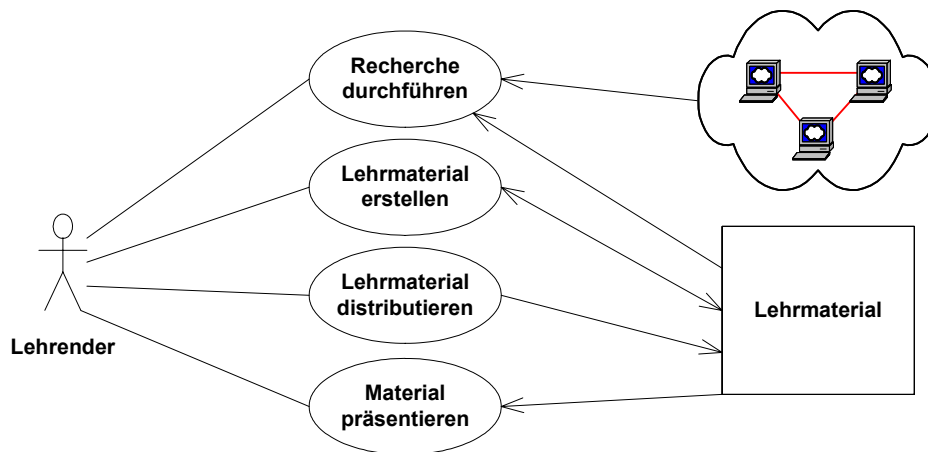 Recherche
durchführen
Lehrmaterial
erstellen
Lehrmaterial
distributieren
Material
präsentieren
Lehrender
Lehrmaterial